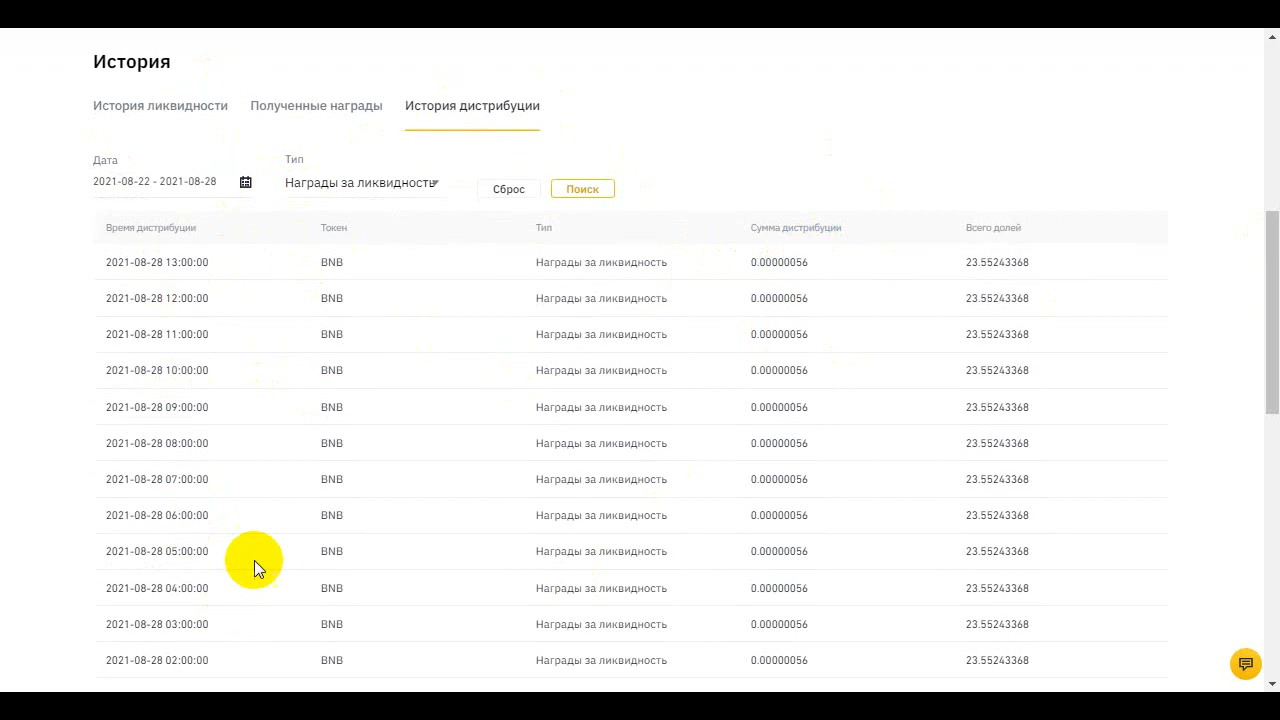 История
История ликвидности Полученные награды История дистрибуции
Дата Тип
2021-08-22 - 2021-08-28 Награды за ликвидность Сброс Поиск
Время дистрибуции Токен Тип Сумма дистрибуции Всего долей
2021-08-28 13:00:00 BNB Награды за ликвидность 0.00000056 23.55243368
2021-08-28 12:00:00 BNB Награды за ликвидность 0.00000056 23.55243368
2021-08-28 11:00:00 BNB Награды за ликвидность 0.00000056 23.55243368
2021-08-28 10:00:00 BNB Награды за ликвидность 0.00000056 23.55243368
2021-08-28 09:00:00 BNB Награды за ликвидность 0.00000056 23.55243368
2021-08-28 08:00:00 BNB Награды за ликвидность 0.00000056 23.55243368
2021-08-28 07:00:00 BNB Награды за ликвидность 0.00000056 23.55243368
2021-08-28 06:00:00 BNB Награды за ликвидность 0.00000056 23.55243368
2021-08-28 05:00:00 BNB Награды за ликвидность 0.00000056 23.55243368
2021-08-28 04:00:00 BNB Награды за ликвидность 0.00000056 23.55243368
2021-08-28 03:00:00 BNB Награды за ликвидность 0.00000056 23.55243368
2021-08-28 02:00:00 BNB Награды за ликвидность 0.00000056 23.55243368